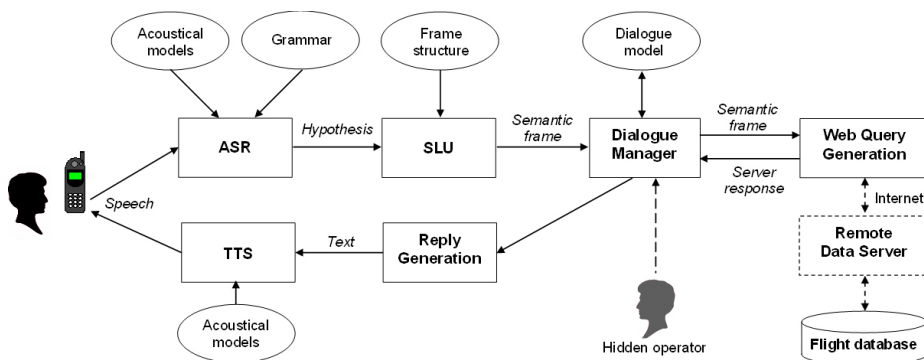 Acoustical
models
Grammar
Frame
structure
Dialogue
model
ASR
Hypothesis
SLU
Semantic
frame
Dialogue
Manager
Semantic
frame
Server
response
Web Query
Generation
Speech
Internet
TTS
Text
Reply
Generation
Remote
Data Server
Acoustical
models
Hidden operator
Flight database